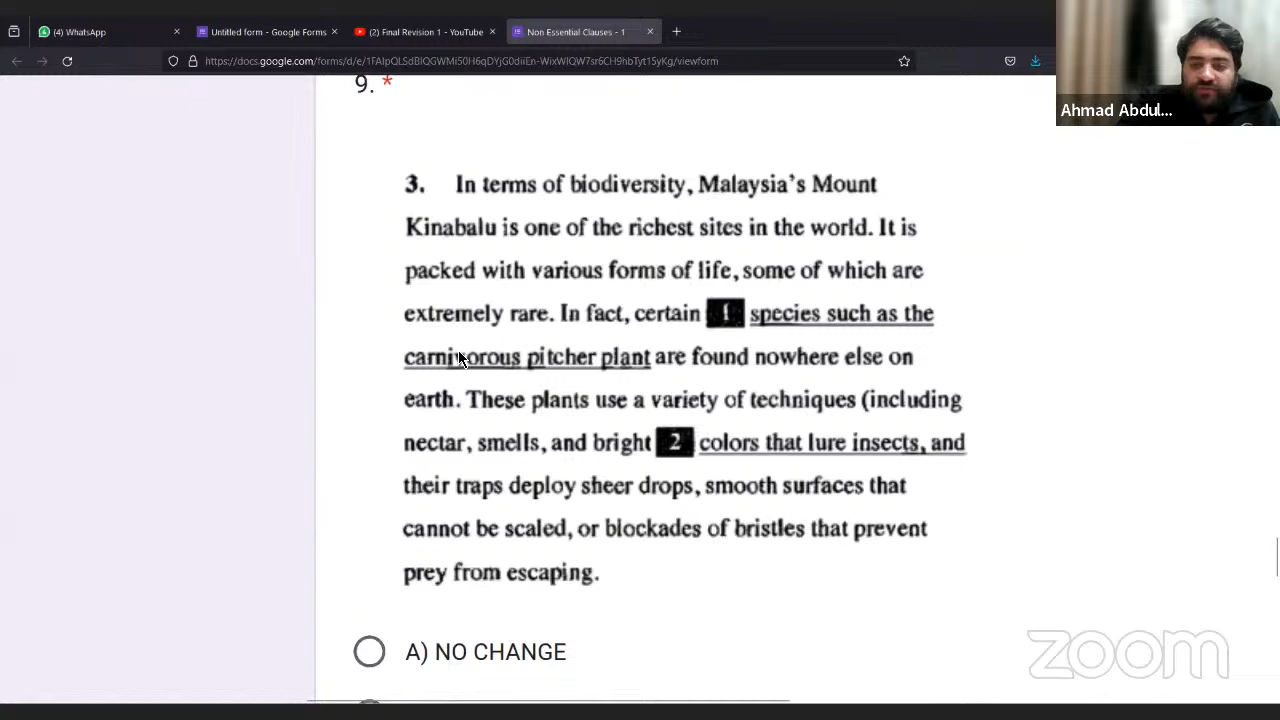 (4) WhatsApp
Untitled form - Google Forms
(2) Final Revision 1 - YouTube
Non Essential Clauses - 1
https://docs.google.com/forms/d/e/1FAIpQLSdBIQGWMi50H6qDYjG0diiEn-WixWIQW7sr6CH9hbTyt15yKg/viewform
Ahmad Abdul...
9. *
3. In terms of biodiversity, Malaysia's Mount
Kinabalu is one of the richest sites in the world. It is
packed with various forms of life, some of which are
extremely rare. In fact, certain 1 species such as the
carnivorous pitcher plant are found nowhere else on
earth. These plants use a variety of techniques (including
nectar, smells, and bright 2 colors that lure insects, and
their traps deploy sheer drops, smooth surfaces that
cannot be scaled, or blockades of bristles that prevent
prey from escaping.
A) NO CHANGE
zoom